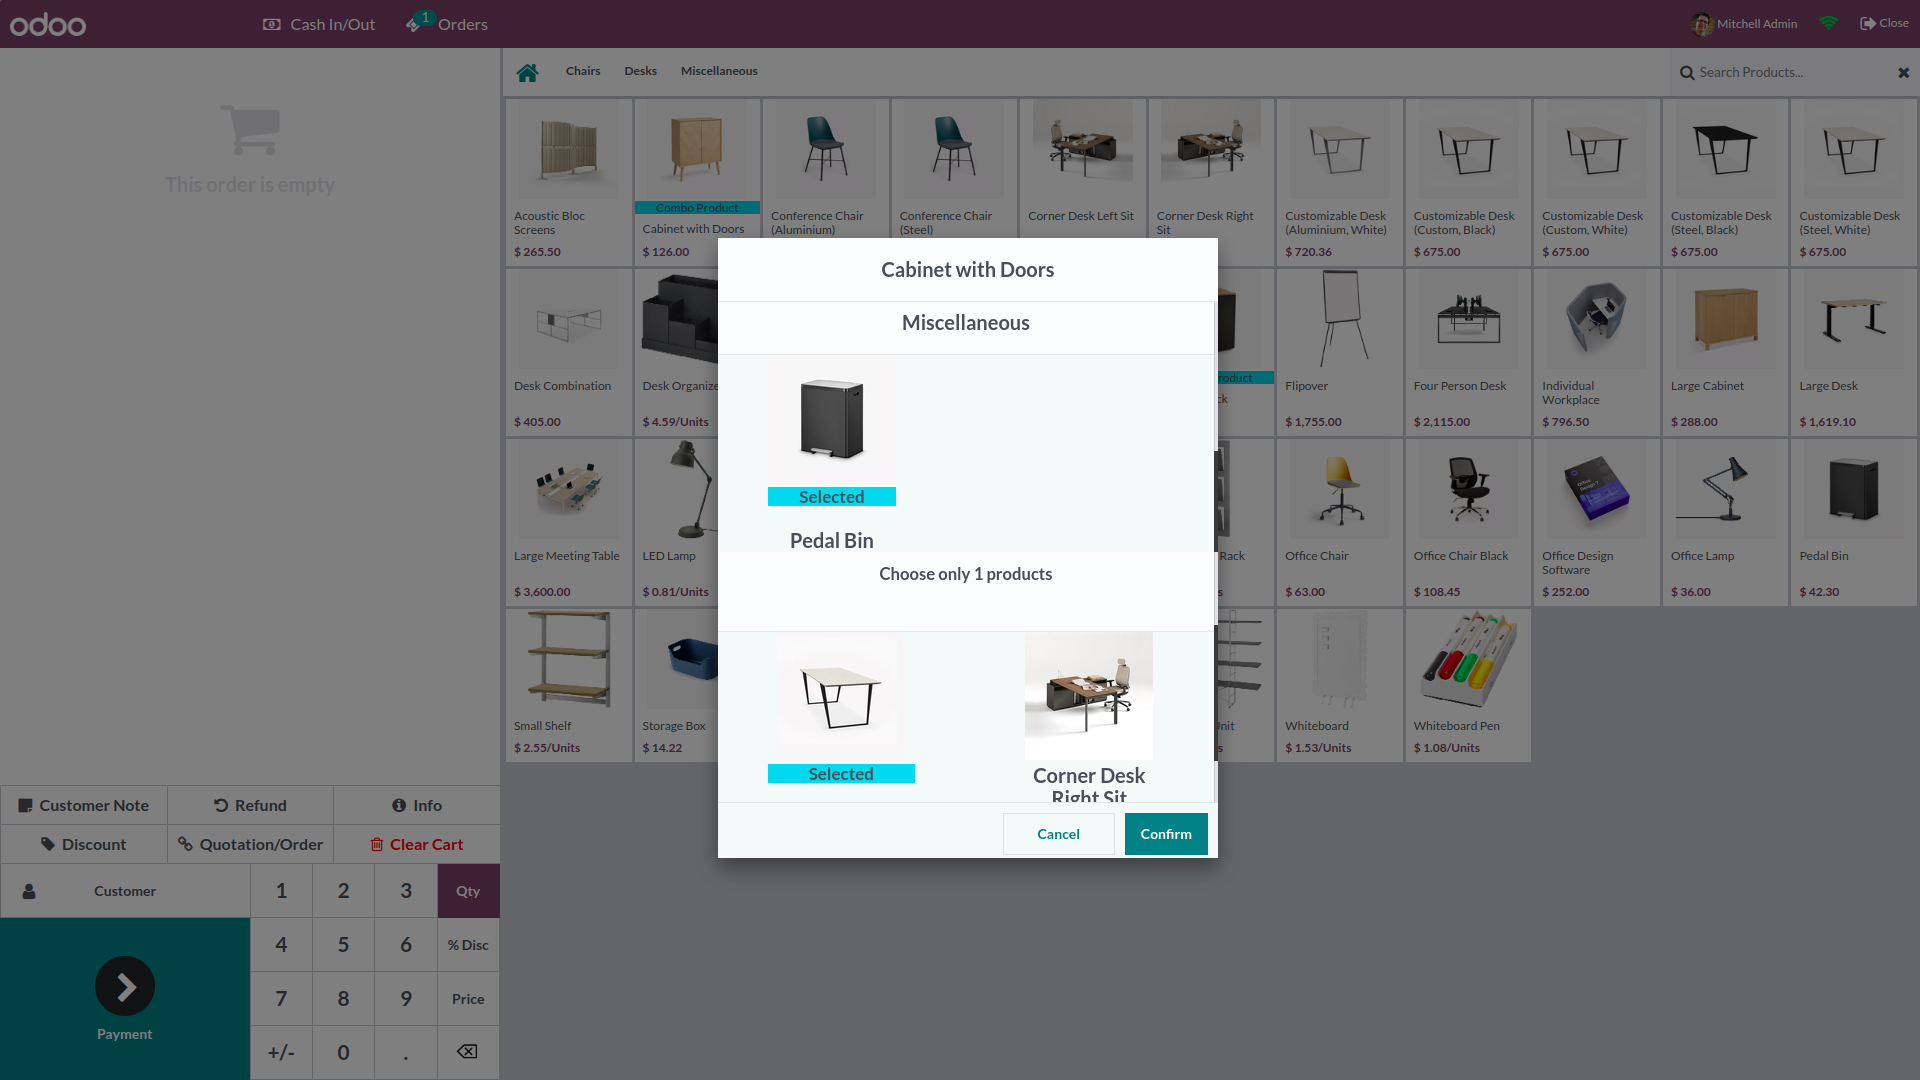 odoo
Cash In/Out
1
Orders
Mitchell Admin
Close
This order is empty
Chairs
Desks
Miscellaneous
Search Products...
Acoustic Bloc
Screens
$ 265.50
Combo Product
Cabinet with Doors
$ 126.00
Conference Chair
(Aluminium)
Conference Chair
(Steel)
Corner Desk Left Sit
Corner Desk Right
Sit
Customizable Desk
(Aluminium, White)
$ 720.36
Customizable Desk
(Custom, Black)
$ 675.00
Customizable Desk
(Custom, White)
$ 675.00
Customizable Desk
(Steel, Black)
$ 675.00
Customizable Desk
(Steel, White)
$ 675.00
Desk Combination
$ 405.00
Desk Organize
$ 4.59/Units
roduct
ck
Flipover
$ 1,755.00
Four Person Desk
$ 2,115.00
Individual
Workplace
$ 796.50
Large Cabinet
$ 288.00
Large Desk
$ 1,619.10
Large Meeting Table
$ 3,600.00
LED Lamp
$ 0.81/Units
Rack
s
Office Chair
$ 63.00
Office Chair Black
$ 108.45
Office
Design
Office Design
Software
$ 252.00
Office Lamp
$ 36.00
Pedal Bin
$ 42.30
Small Shelf
$ 2.55/Units
Storage Box
$ 14.22
Unit
s
Whiteboard
$ 1.53/Units
Whiteboard Pen
$ 1.08/Units
Cabinet with Doors
Miscellaneous
Selected
Pedal Bin
Choose only 1 products
Selected
Corner Desk
Right Sit
Cancel
Confirm
Customer Note
Refund
Info
Discount
Quotation/Order
Clear Cart
Customer
1
2
3
Qty
4
5
6
% Disc
7
8
9
Price
+/-
0
.
Payment